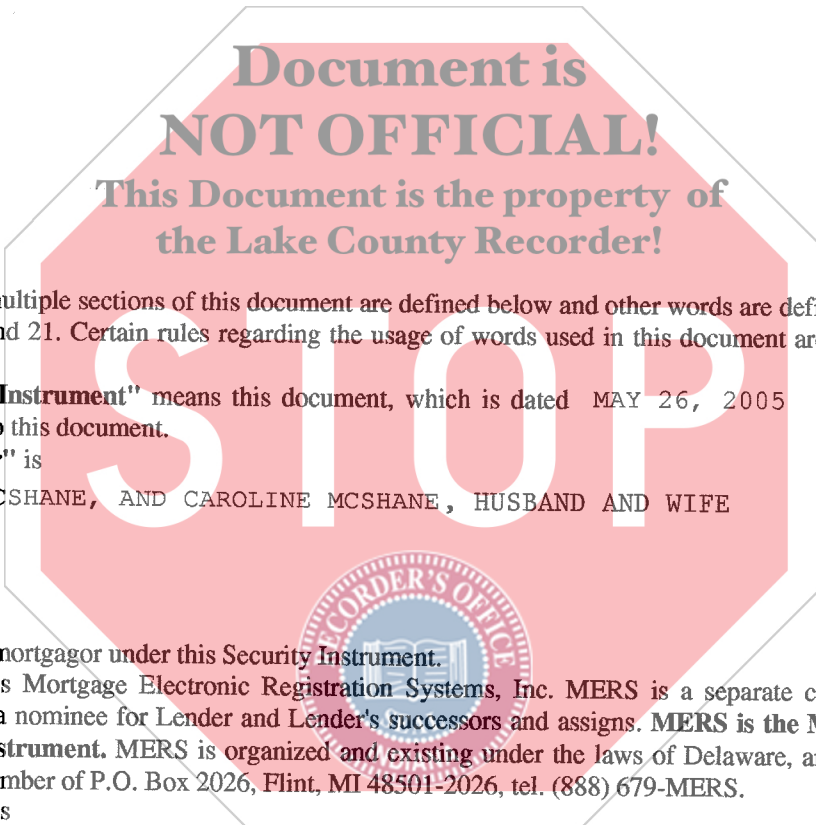 Document is
NOT OFFICIAL!
This Document is the property of
the Lake County Recorder!
ultiple sections of this document are defined below and other words are defi
nd 21. Certain rules regarding the usage of words used in this document ar
STOP
Instrument" means this document, which is dated MAY 26, 2005
o this document.
" is
CSHANE, AND CAROLINE MCSHANE, HUSBAND AND WIFE
RECORDER'S OFFICE
mortgagor under this Security Instrument.
s Mortgage Electronic Registration Systems, Inc. MERS is a separate c
a nominee for Lender and Lender's successors and assigns. MERS is the M
strument. MERS is organized and existing under the laws of Delaware, a
mber of P.O. Box 2026, Flint, MI 48501-2026, tel. (888) 679-MERS.
s